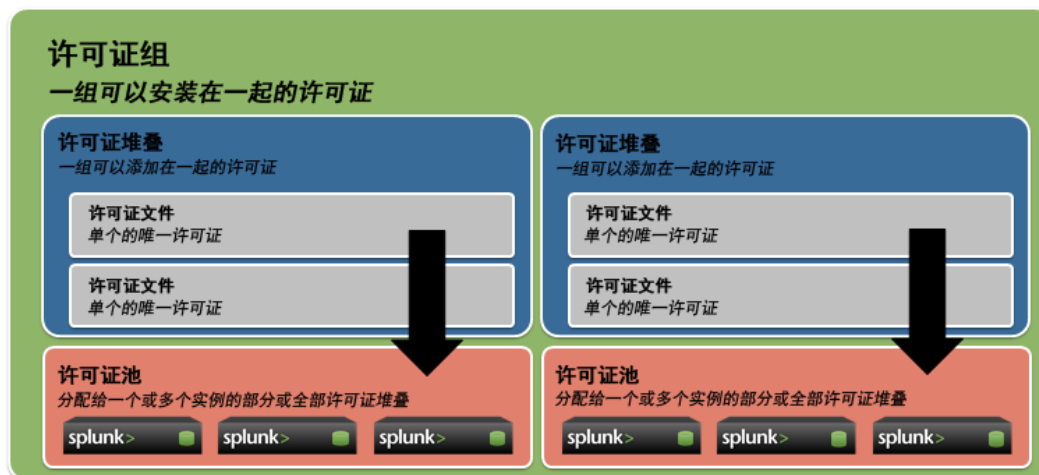 许可证组
一组可以安装在一起的许可证
许可证堆叠
一组可以添加在一起的许可证
许可证文件
单个的唯一许可证
许可证文件
单个的唯一许可证
许可证池
分配给一个或多个实例的部分或全部许可证堆叠
splunk> splunk> splunk>
许可证堆叠
一组可以添加在一起的许可证
许可证文件
单个的唯一许可证
许可证文件
单个的唯一许可证
许可证池
分配给一个或多个实例的部分或全部许可证堆叠
splunk> splunk> splunk>